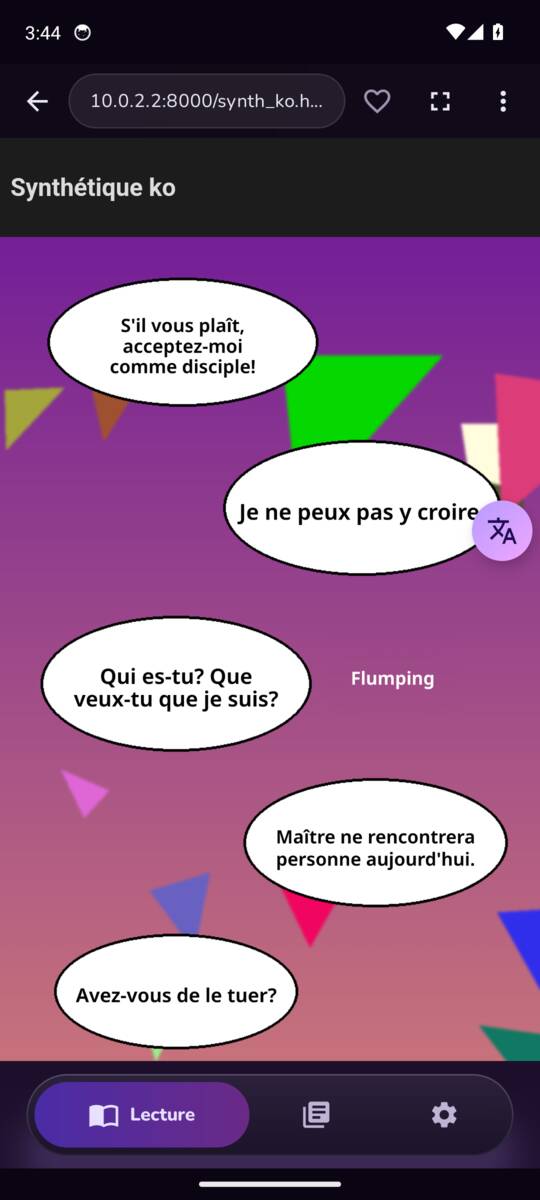 3:44
10.0.2.2:8000/synth_ko.h...
Synthétique ko
S'il vous plaît,
acceptez-moi
comme disciple!
Je ne peux pas y croire
Qui es-tu? Que
veux-tu que je suis?
Flumping
Maître ne rencontrera
personne aujourd'hui.
Avez-vous de le tuer?
Lecture